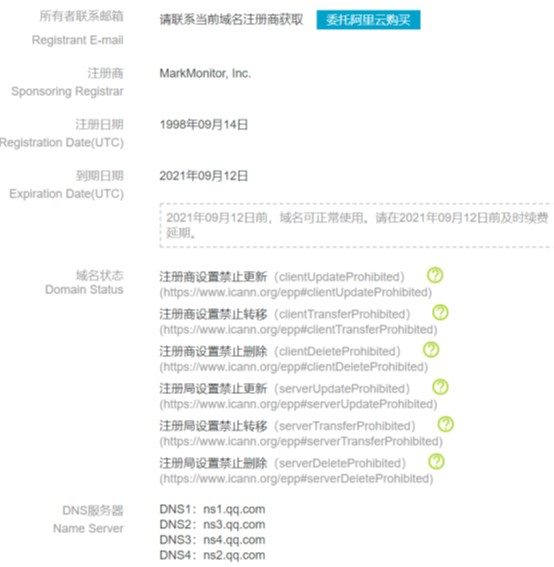 所有者联系邮箱 请联系当前域名注册商获取 委托阿里云购买
Registrant E-mail
注册商 MarkMonitor, Inc.
Sponsoring Registrar
注册日期 1998年09月14日
Registration Date(UTC)
到期日期 2021年09月12日
Expiration Date(UTC)
2021年09月12日前，域名可正常使用。请在2021年09月12日前及时续费
延期。
域名状态 注册商设置禁止更新（clientUpdateProhibited）
Domain Status (https://www.icann.org/epp#clientUpdateProhibited)
注册商设置禁止转移（clientTransferProhibited）
(https://www.icann.org/epp#clientTransferProhibited)
注册商设置禁止删除（clientDeleteProhibited）
(https://www.icann.org/epp#clientDeleteProhibited)
注册局设置禁止更新（serverUpdateProhibited）
(https://www.icann.org/epp#serverUpdateProhibited)
注册局设置禁止转移（serverTransferProhibited）
(https://www.icann.org/epp#serverTransferProhibited)
注册局设置禁止删除（serverDeleteProhibited）
(https://www.icann.org/epp#serverDeleteProhibited)
DNS服务器 DNS1：ns1.qq.com
Name Server DNS2：ns3.qq.com
DNS3：ns4.qq.com
DNS4：ns2.qq.com